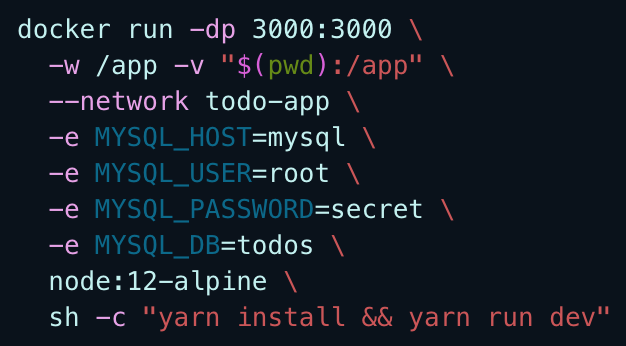 docker run -dp 3000:3000 \
  -w /app -v "$(pwd):/app" \
  --network todo-app \
  -e MYSQL_HOST=mysql \
  -e MYSQL_USER=root \
  -e MYSQL_PASSWORD=secret \
  -e MYSQL_DB=todos \
  node:12-alpine \
  sh -c "yarn install && yarn run dev"